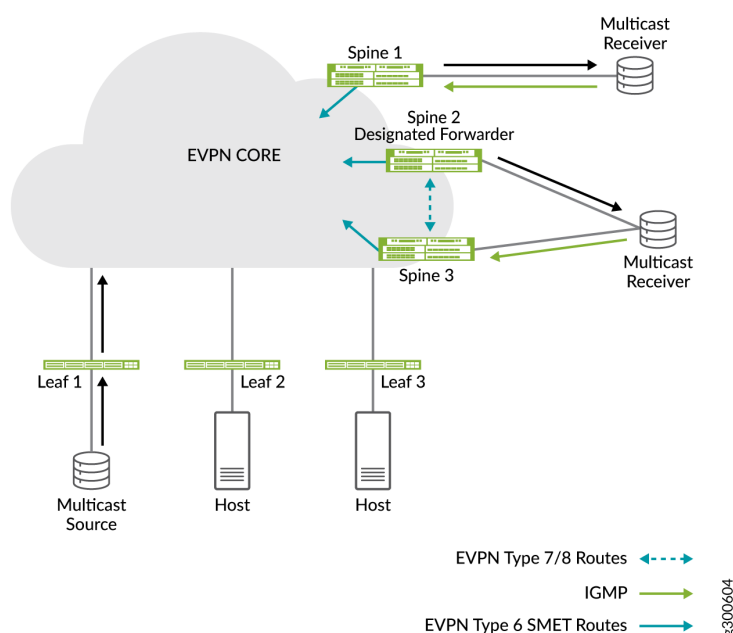 Multicast
Receiver
Spine 1
Spine 2
Designated Forwarder
EVPN CORE
Spine 3
Multicast
Receiver
Leaf 1
Leaf 2
Leaf 3
Multicast
Source
Host
Host
EVPN Type 7/8 Routes
IGMP
EVPN Type 6 SMET Routes
g300604